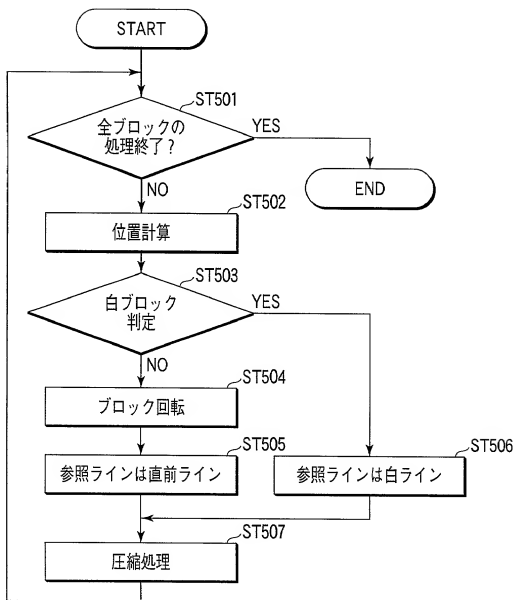 START
ST501
全ブロックの
処理終了?
YES
NO
END
ST502
位置計算
ST503
白ブロック
判定
YES
NO
ST504
ブロック回転
ST505
参照ラインは直前ライン
ST506
参照ラインは白ライン
ST507
圧縮処理